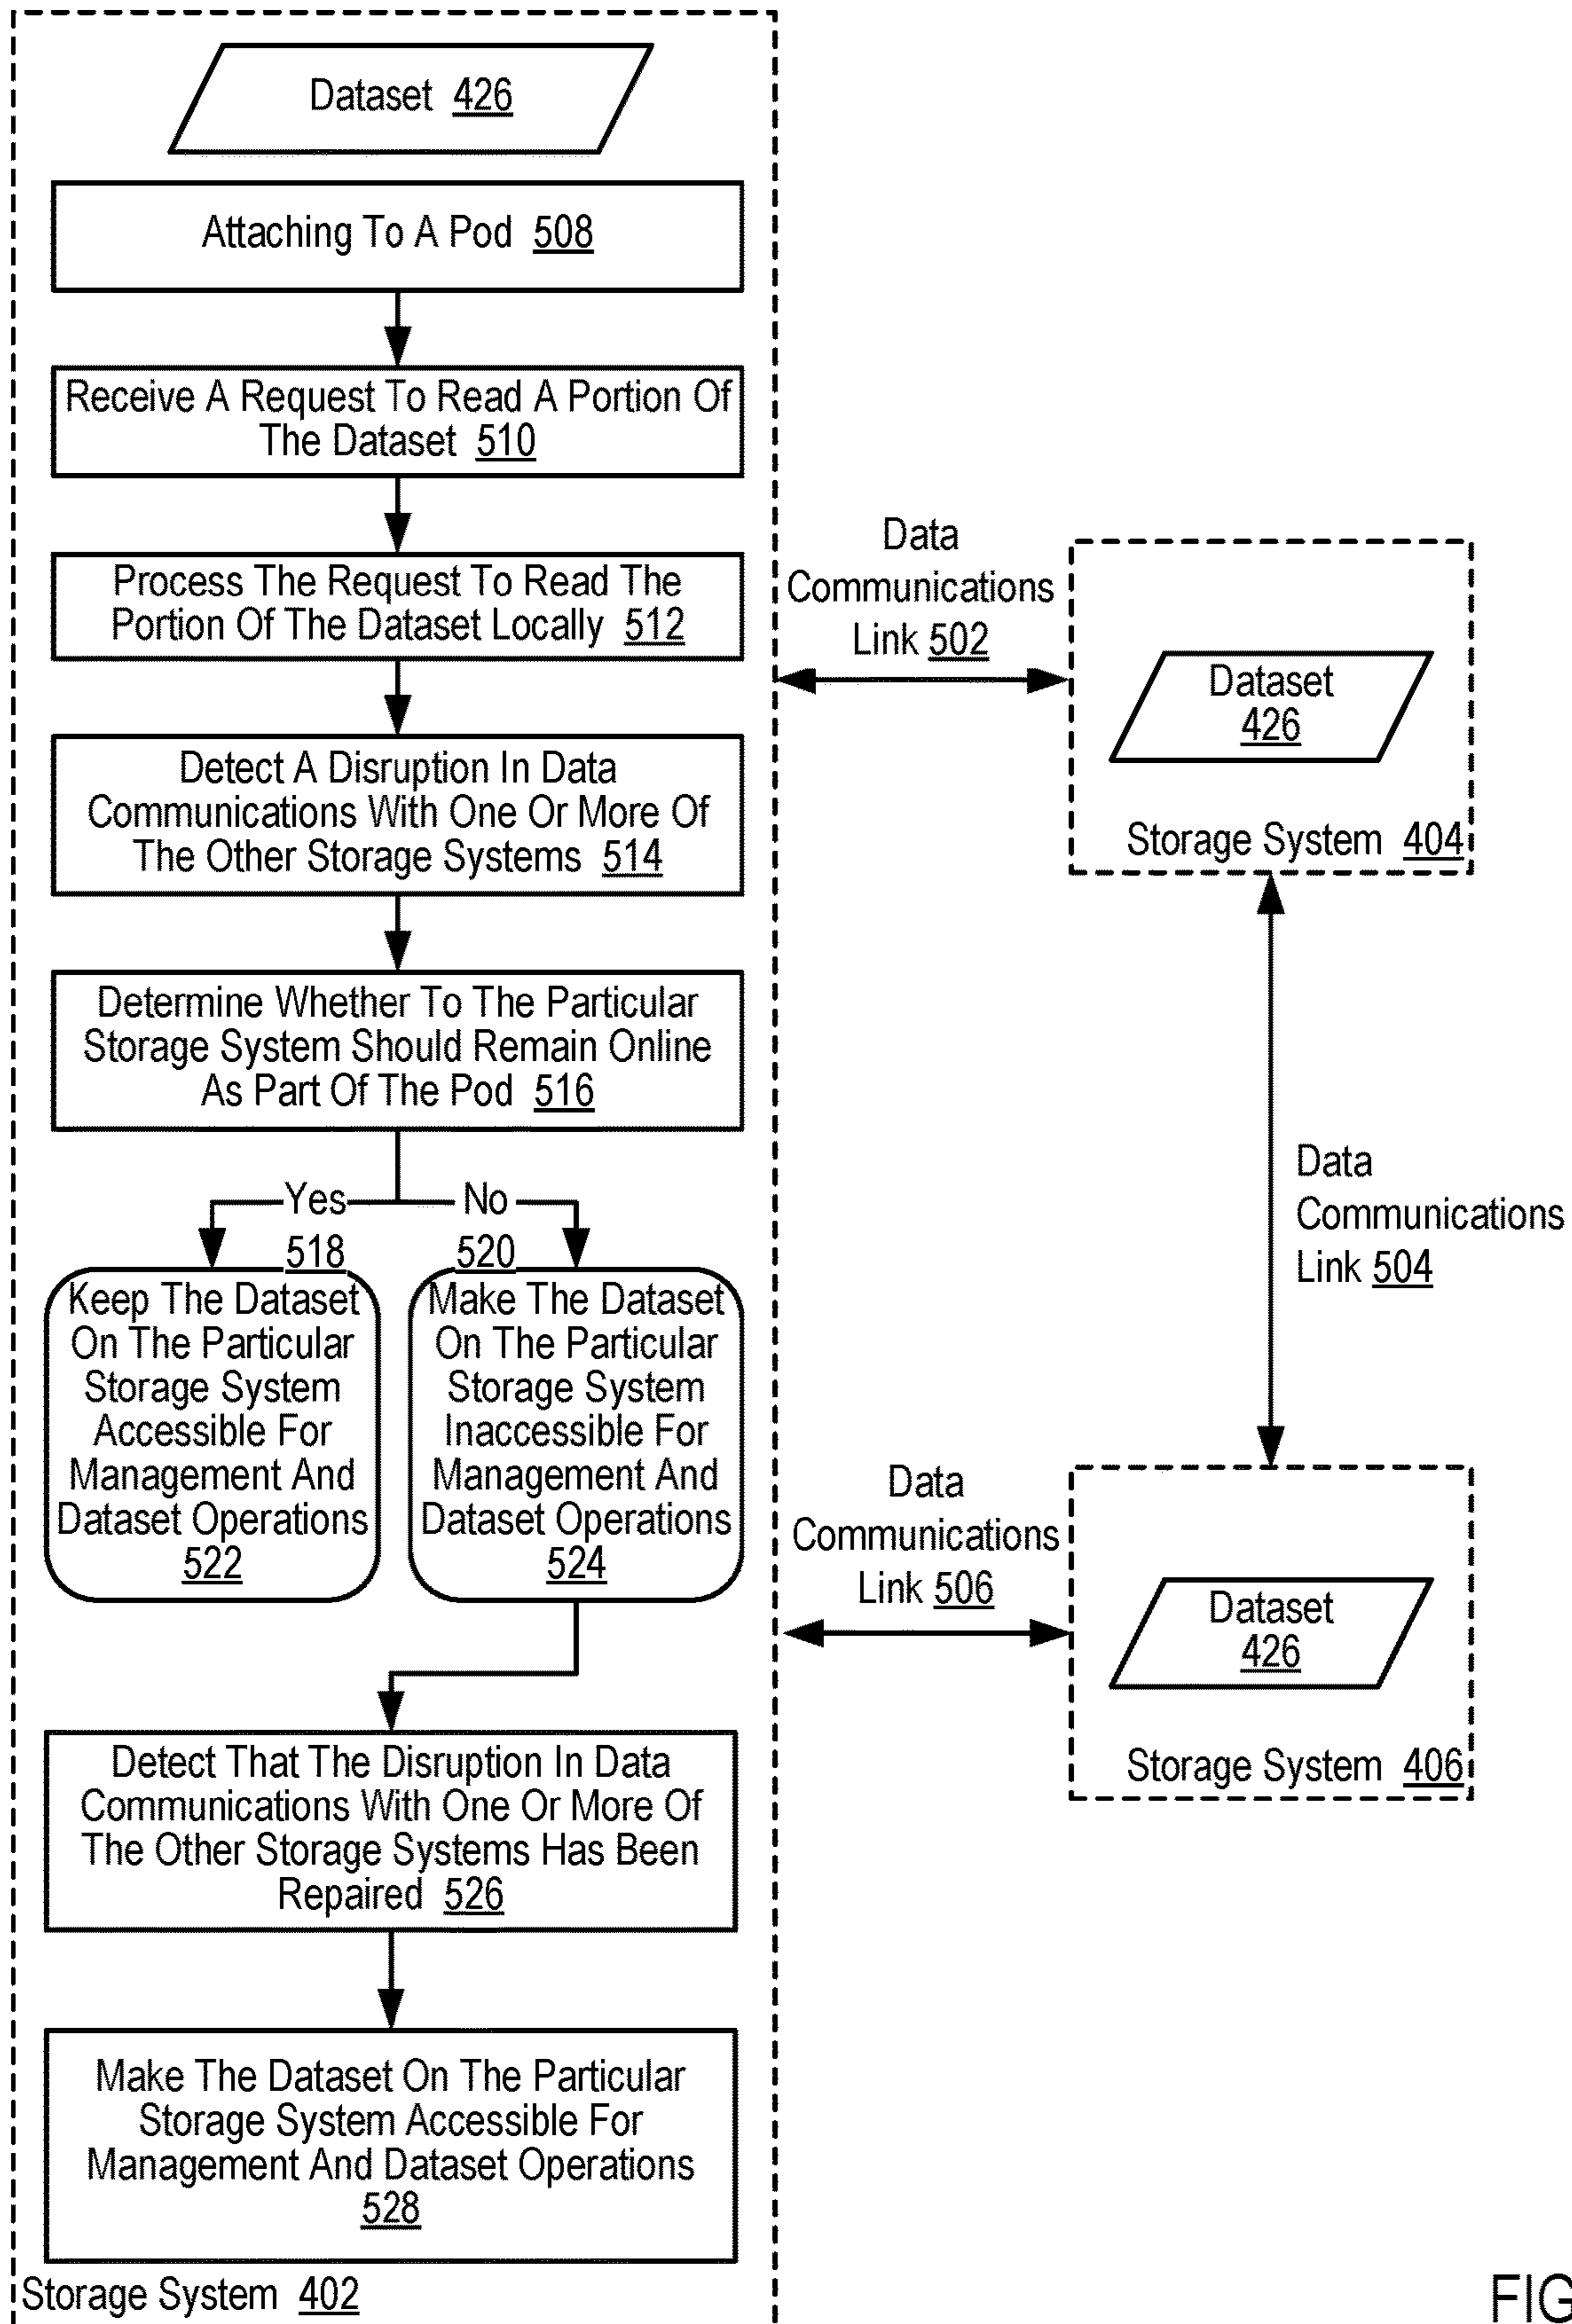 Dataset 426
Attaching To A Pod 508
Receive A Request To Read A Portion Of
The Dataset 510
Process The Request To Read The
Portion Of The Dataset Locally 512
Detect A Disruption In Data
Communications With One Or More Of
The Other Storage Systems 514
Determine Whether To The Particular
Storage System Should Remain Online
As Part Of The Pod 516
Yes
No
518
520
Keep The Dataset
On The Particular
Storage System
Accessible For
Management And
Dataset Operations
522
Make The Dataset
On The Particular
Storage System
Inaccessible For
Management And
Dataset Operations
524
Detect That The Disruption In Data
Communications With One Or More Of
The Other Storage Systems Has Been
Repaired 526
Make The Dataset On The Particular
Storage System Accessible For
Management And Dataset Operations
528
Storage System 402
Data
Communications
Link 502
Dataset
426
Storage System 404
Data
Communications
Link 504
Data
Communications
Link 506
Dataset
426
Storage System 406
FIG